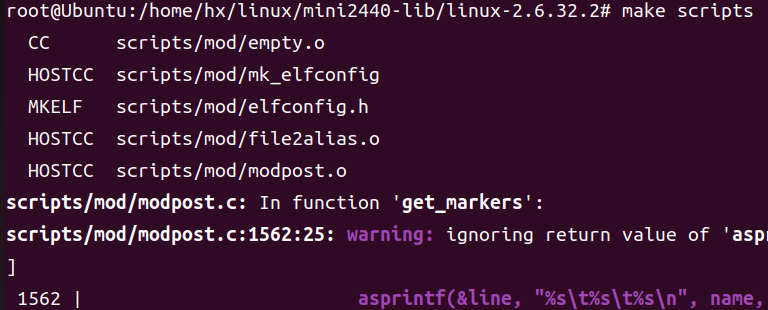 root@Ubuntu:/home/hx/linux/mini2440-lib/linux-2.6.32.2# make scripts
CC      scripts/mod/empty.o
HOSTCC  scripts/mod/mk_elfconfig
MKELF   scripts/mod/elfconfig.h
HOSTCC  scripts/mod/file2alias.o
HOSTCC  scripts/mod/modpost.o
scripts/mod/modpost.c: In function 'get_markers':
scripts/mod/modpost.c:1562:25: warning: ignoring return value of 'asp
]
1562 |                         asprintf(&line, "%s\t%s\t%s\n", name,